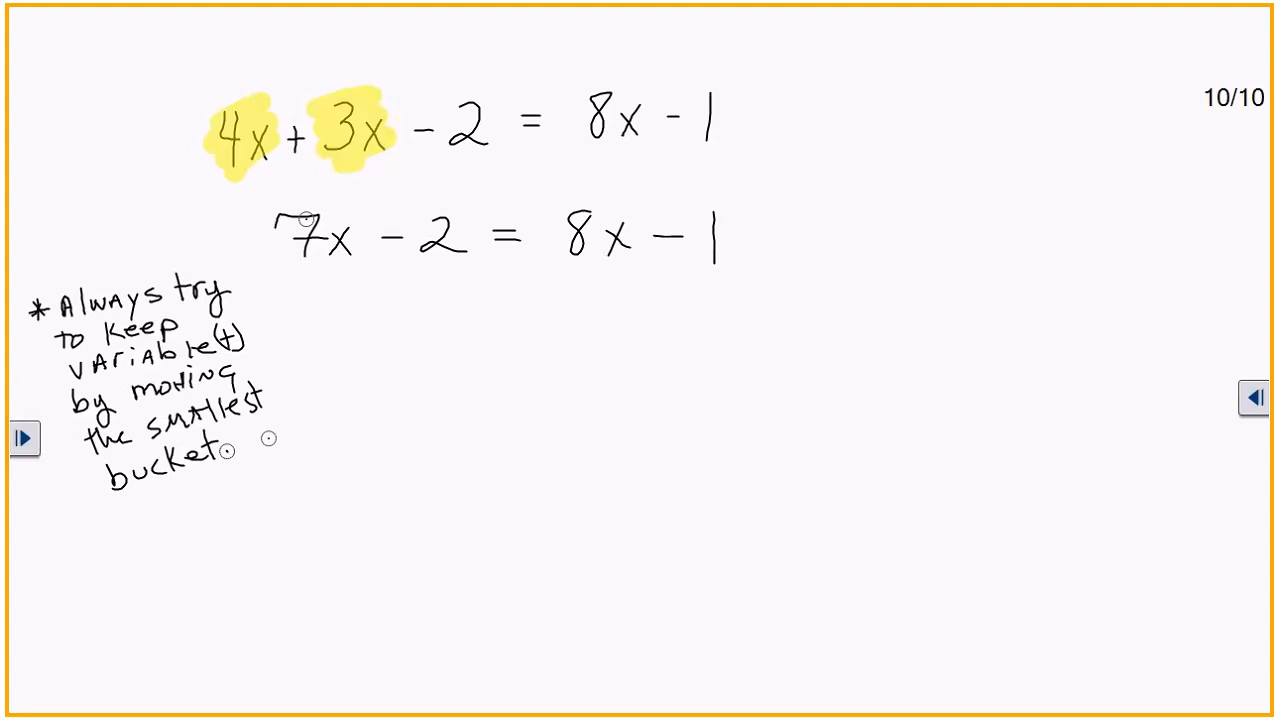 4x + 3x - 2 = 8x - 1
10/10
7x - 2 = 8x - 1
* Always try
to keep
variable(+)
by moving
the smallest
bucket.